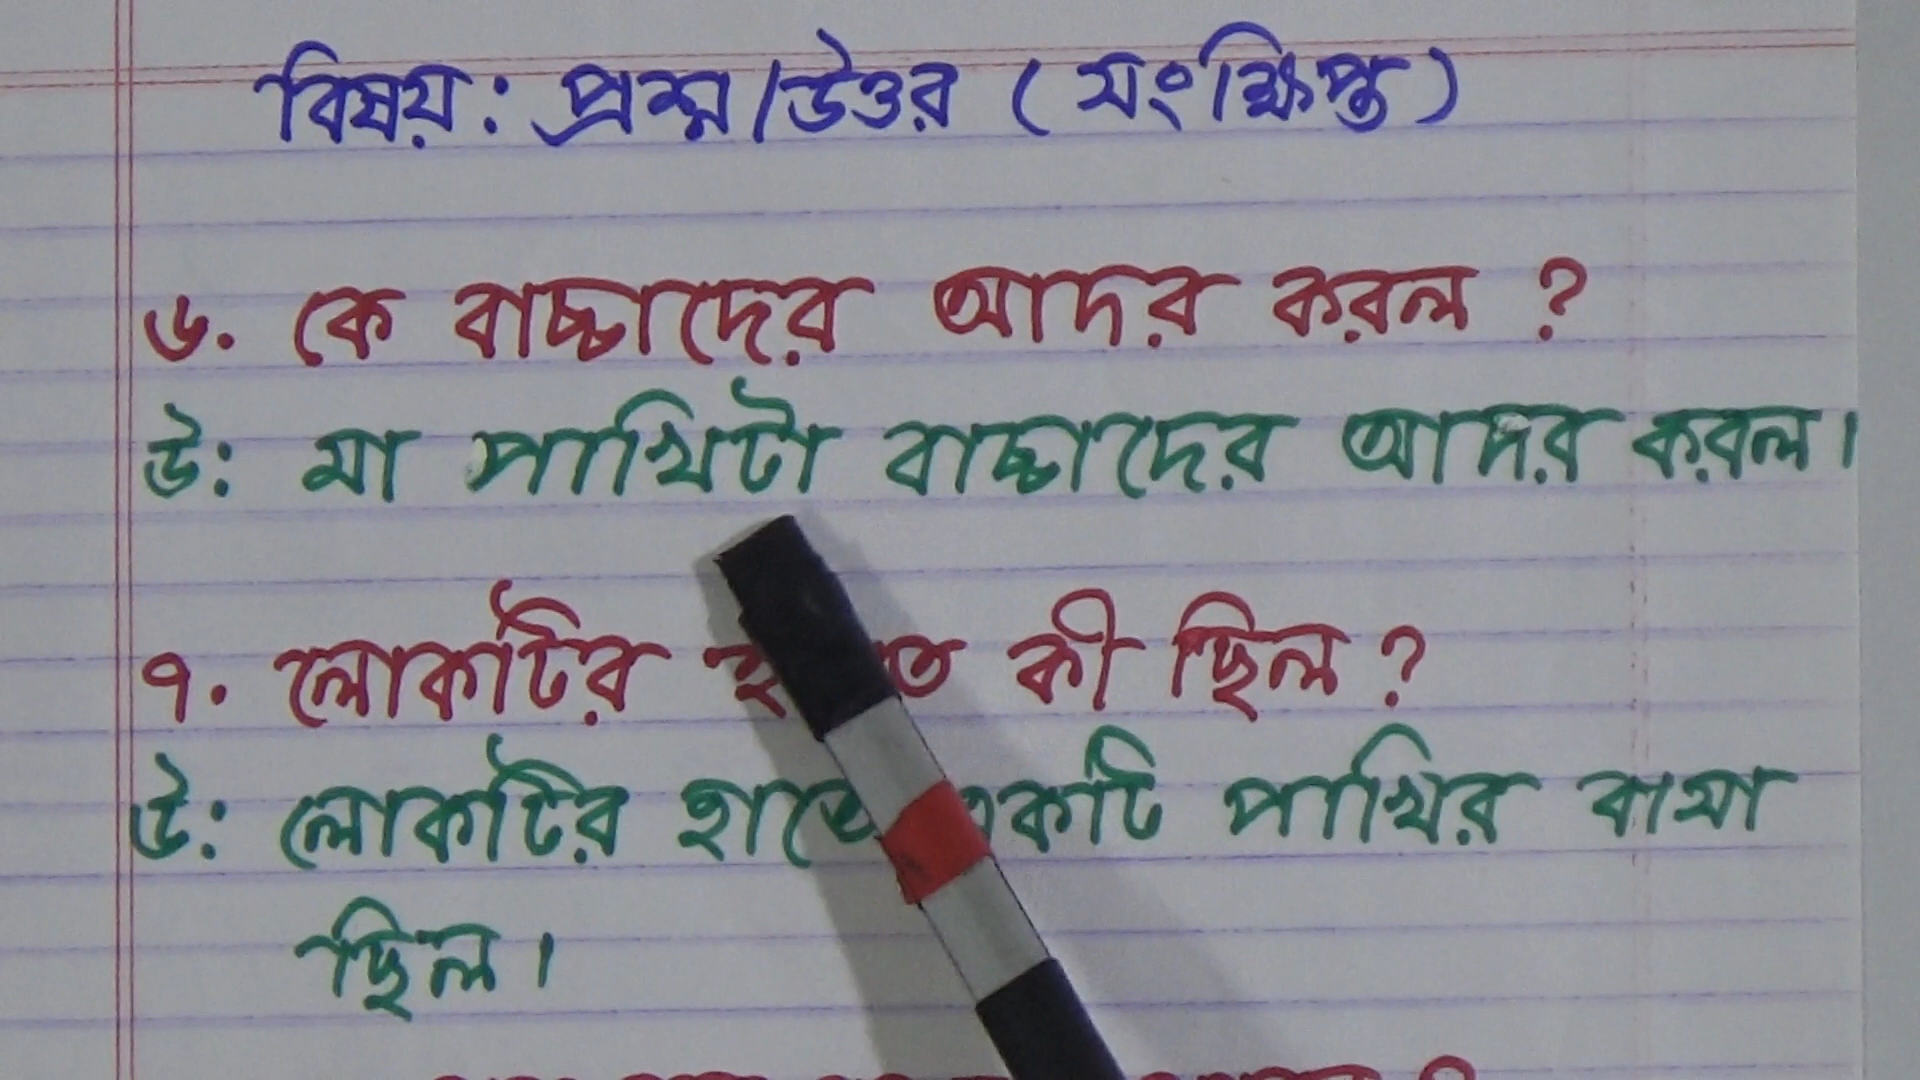 বিষয়: প্রশ্ন/উত্তর (সংক্ষিপ্ত)
৬. কে বাচ্চাদের আদর করল ?
উ: মা পাখিটা বাচ্চাদের আদর করল।
৭. লোকটির কী ছিল ?
উ: লোকটির হাতে একটি পাখির বাসা
ছিল।